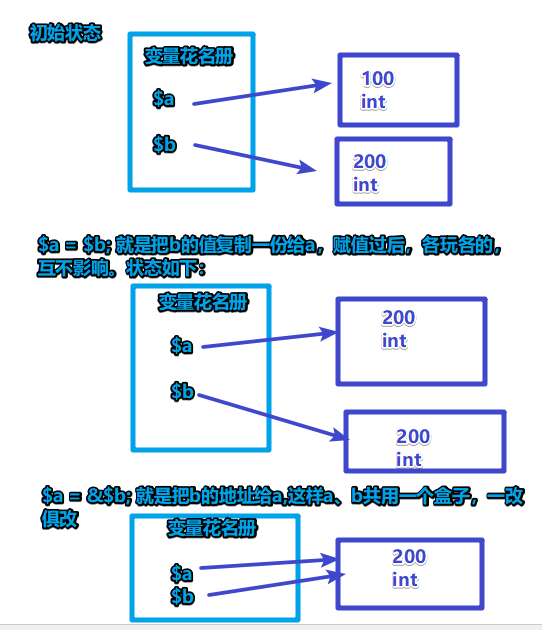 初始状态
变量花名册
$a
$b
100
int
200
int
$a = $b; 就是把b的值复制一份给a，赋值过后，各玩各的，
互不影响。状态如下：
变量花名册
$a
$b
200
int
200
int
$a = &$b; 就是把b的地址给a,这样a、b共用一个盒子，一改
俱改
变量花名册
$a
$b
200
int